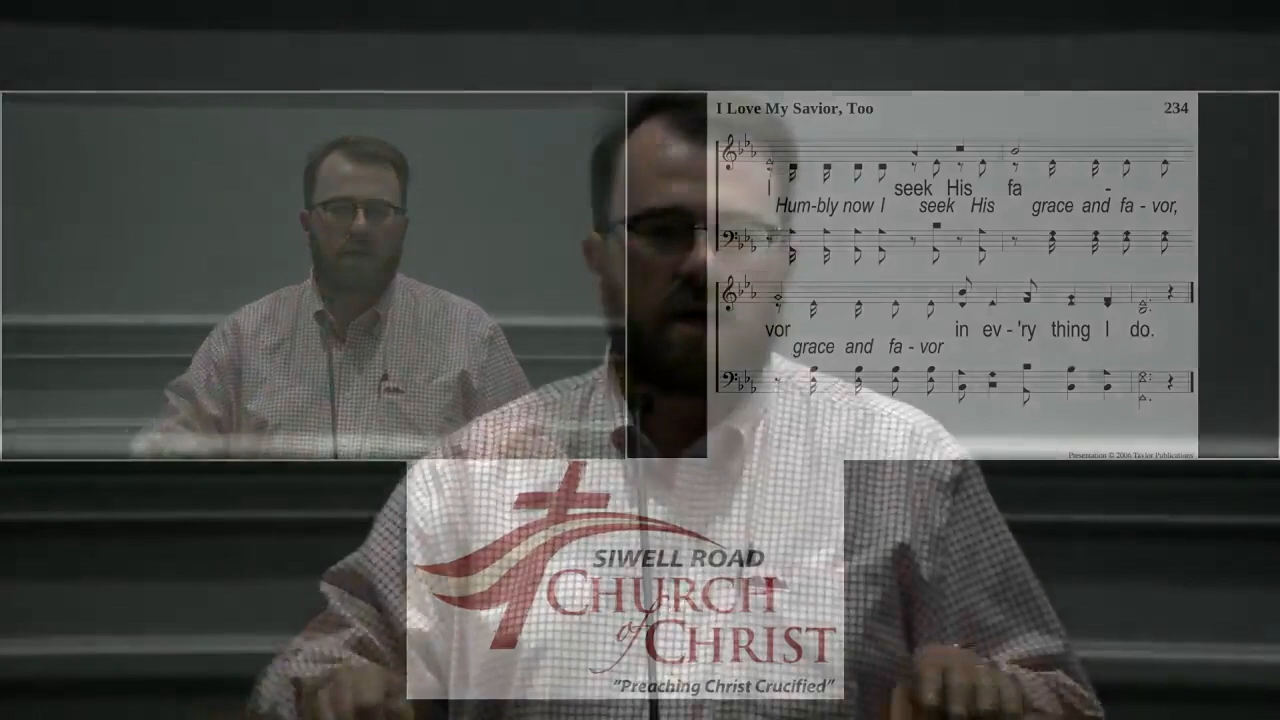 I Love My Savior, Too 234
I seek His fa -
Hum-bly now I seek His grace and fa - vor,
vor in ev - 'ry thing I do.
grace and fa - vor
Presentation © 2006 Taylor Publications
SIWELL ROAD
CHURCH
of CHRIST
"Preaching Christ Crucified"